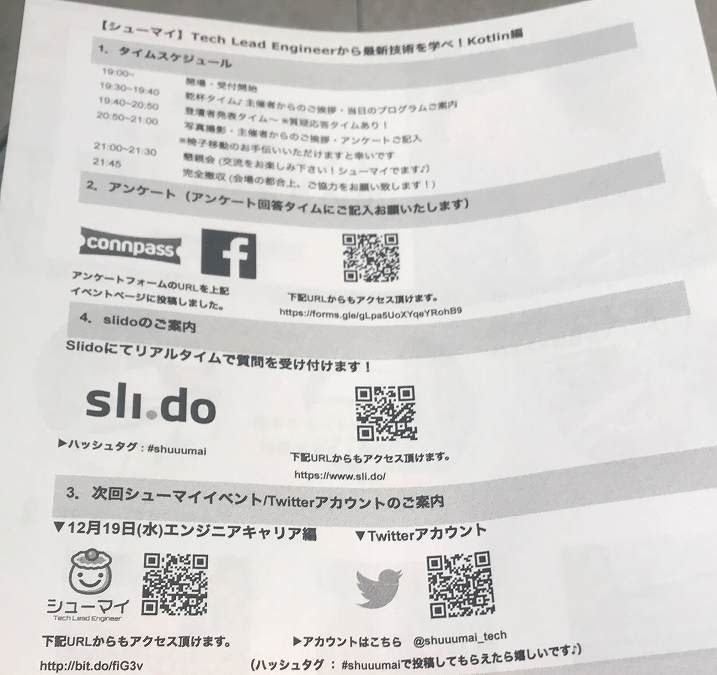 【シューマイ】Tech Lead Engineerから最新技術を学べ！Kotlin編
1．タイムスケジュール
19:00~ 開場・受付開始
19:30~19:40 乾杯タイム♪ 主催者からのご挨拶・当日のプログラムご案内
19:40~20:50 登壇者発表タイム～ ※質疑応答タイムあり！
20:50~21:00 写真撮影・主催者からのご挨拶・アンケートご記入
※椅子移動のお手伝いいただけますと幸いです
21:00~21:30 懇親会 (交流をお楽しみ下さい！シューマイでます♪)
21:45 完全撤収 (会場の都合上、ご協力をお願い致します！)
2．アンケート（アンケート回答タイムにご記入お願いたします）
connpass f
アンケートフォームのURLを上記
イベントページに投稿しました。
下記URLからもアクセス頂けます。
https://forms.gle/gLpa5UoXYqeYRohB9
4．slidoのご案内
Slidoにてリアルタイムで質問を受け付けます！
sli.do
▶ハッシュタグ：#shuuumai
下記URLからもアクセス頂けます。
https://www.sli.do/
3．次回シューマイイベント/Twitterアカウントのご案内
▼12月19日(水)エンジニアキャリア編 ▼Twitterアカウント
シューマイ
Tech Lead Engineer
下記URLからもアクセス頂けます。 ▶アカウントはこちら @shuuumai_tech
http://bit.do/fiG3v （ハッシュタグ ： #shuuumaiで投稿してもらえたら嬉しいです♪）